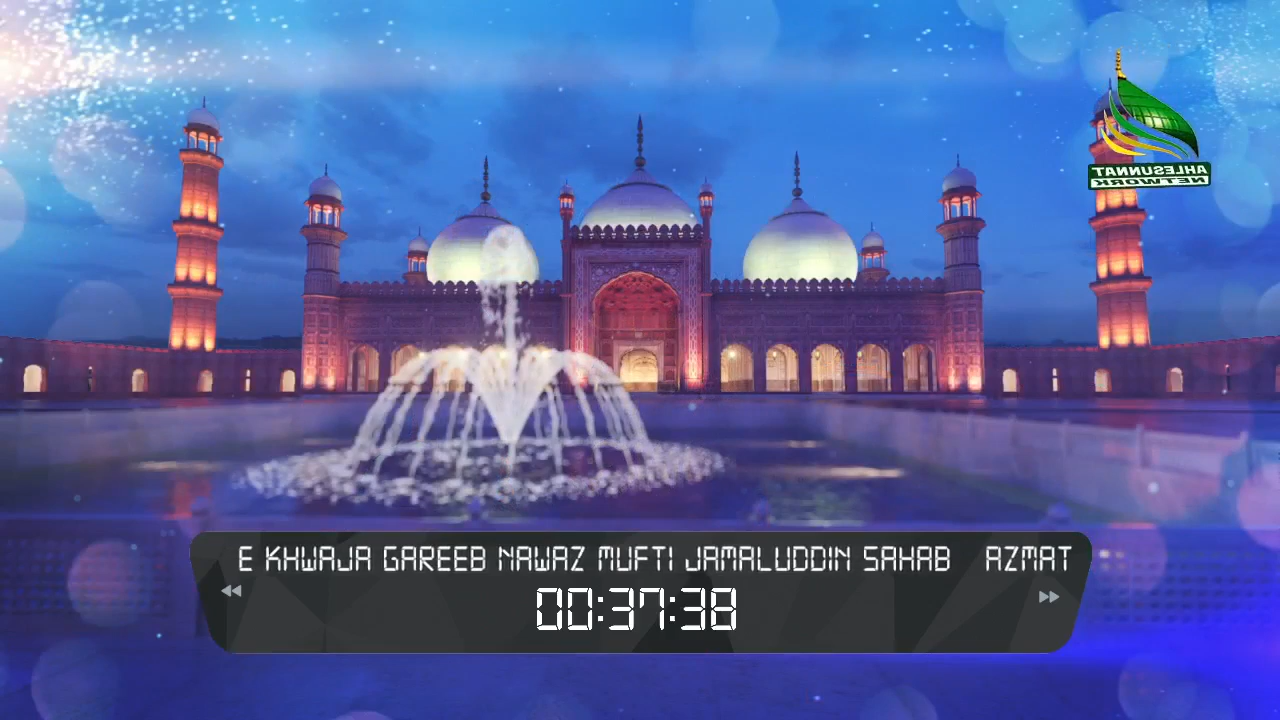 AHLESUNNAT
NETWORK
E KHWAJA GAREEB NAWAZ MUFTI JAMALUDDIN SAHAB AZMAT
00:37:38